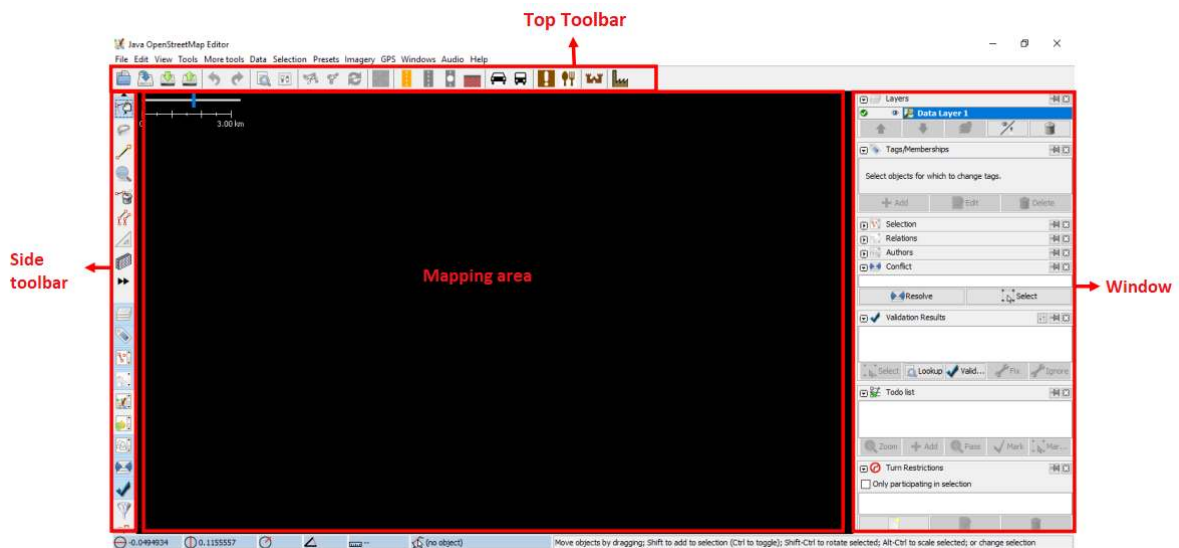 Top Toolbar
Java OpenStreetMap Editor
File Edit View Tools More tools Data Selection Presets Imagery GPS Windows Audio Help
Layers
0 3.00 km
Data Layer 1
Tags/Memberships
Select objects for which to change tags.
Add Edit Delete
Selection
Relations
Authors
Side
toolbar
Mapping area
Conflict
Window
Resolve Select
Validation Results
Select Lookup Valid... Fix Ignore
Todo list
Zoom Add Pass Mark Mar...
Turn Restrictions
Only participating in selection
-0.0494934 0.1155557 -- (no object) Move objects by dragging; Shift to add to selection (Ctrl to toggle); Shift-Ctrl to rotate selected; Alt-Ctrl to scale selected; or change selection